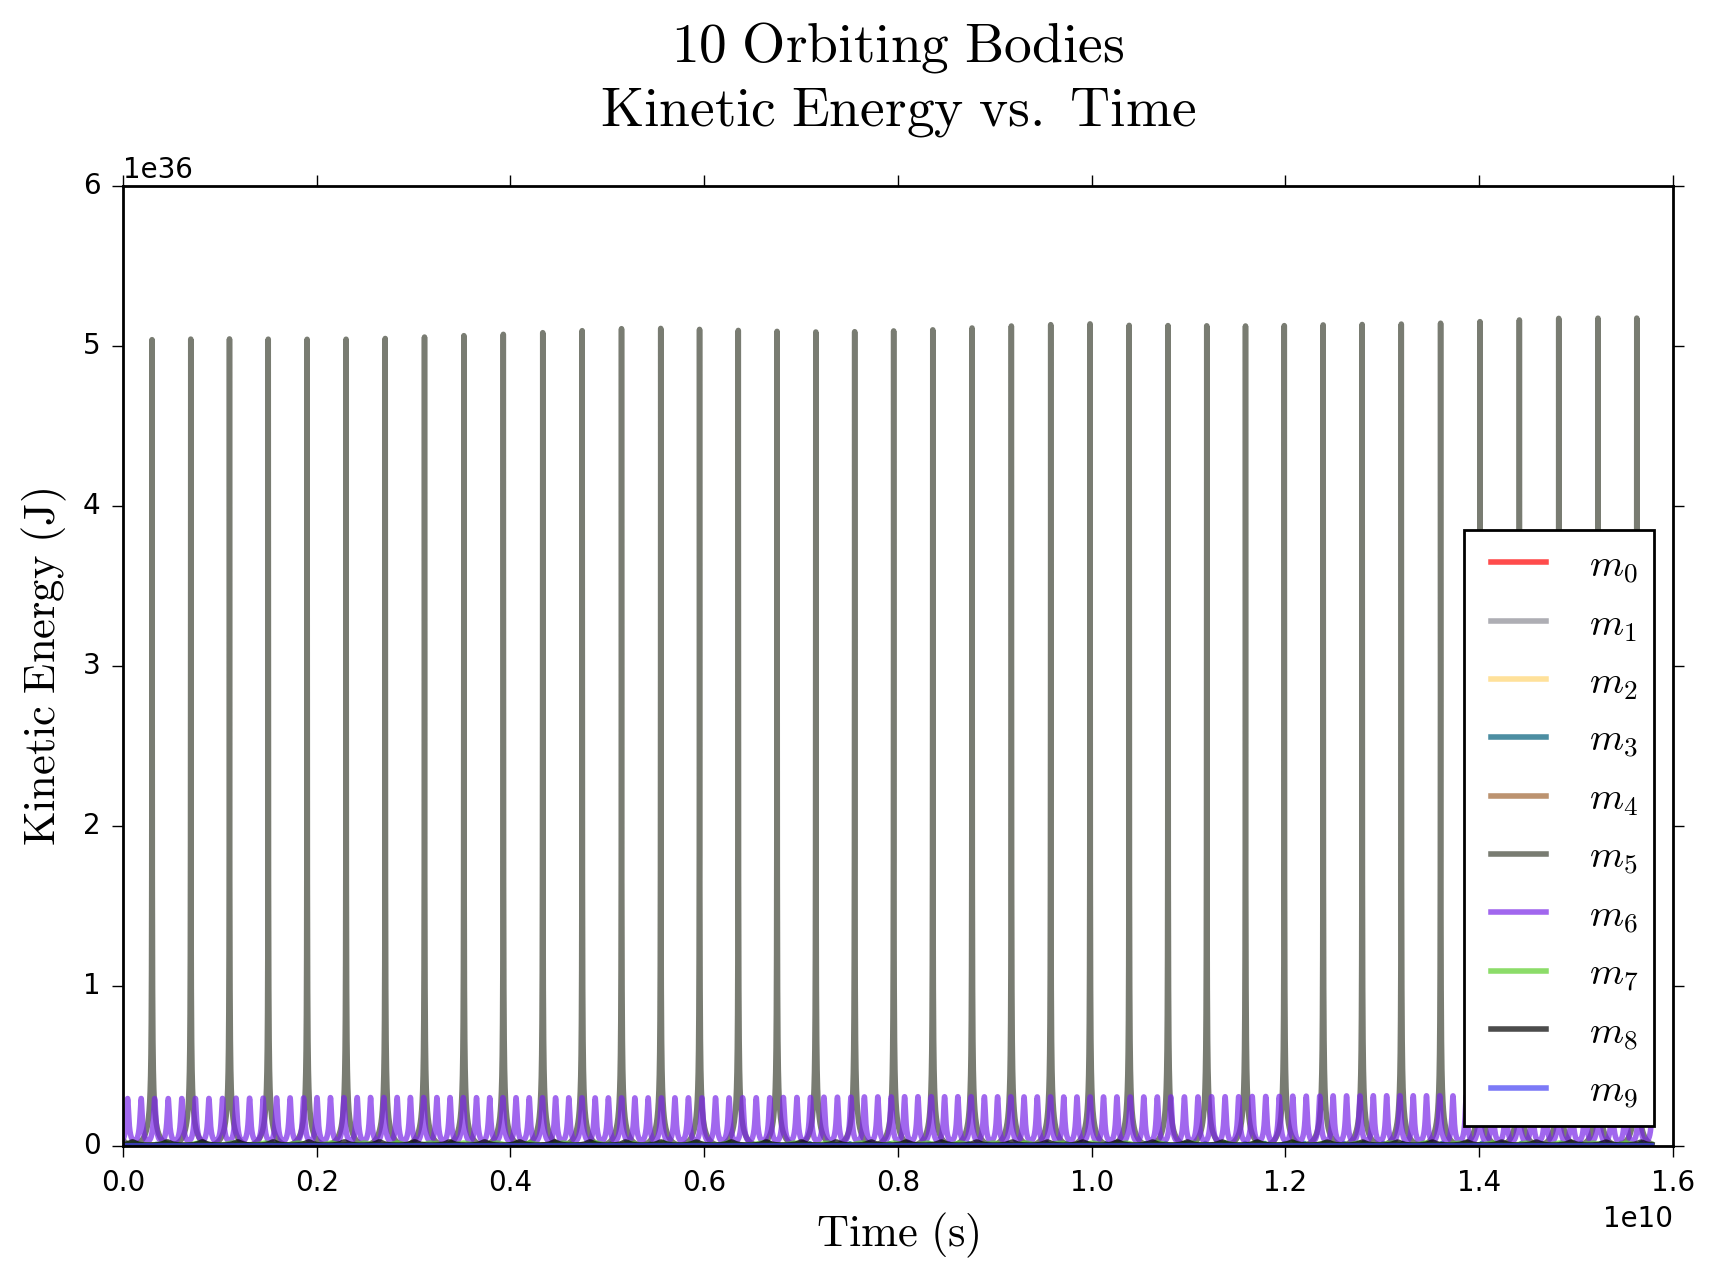 10 Orbiting Bodies
Kinetic Energy vs. Time
1e36
6
5
4
3
2
1
0
Kinetic Energy (J)
m0
m1
m2
m3
m4
m5
m6
m7
m8
m9
0.0 0.2 0.4 0.6 0.8 1.0 1.2 1.4 1.6
1e10
Time (s)